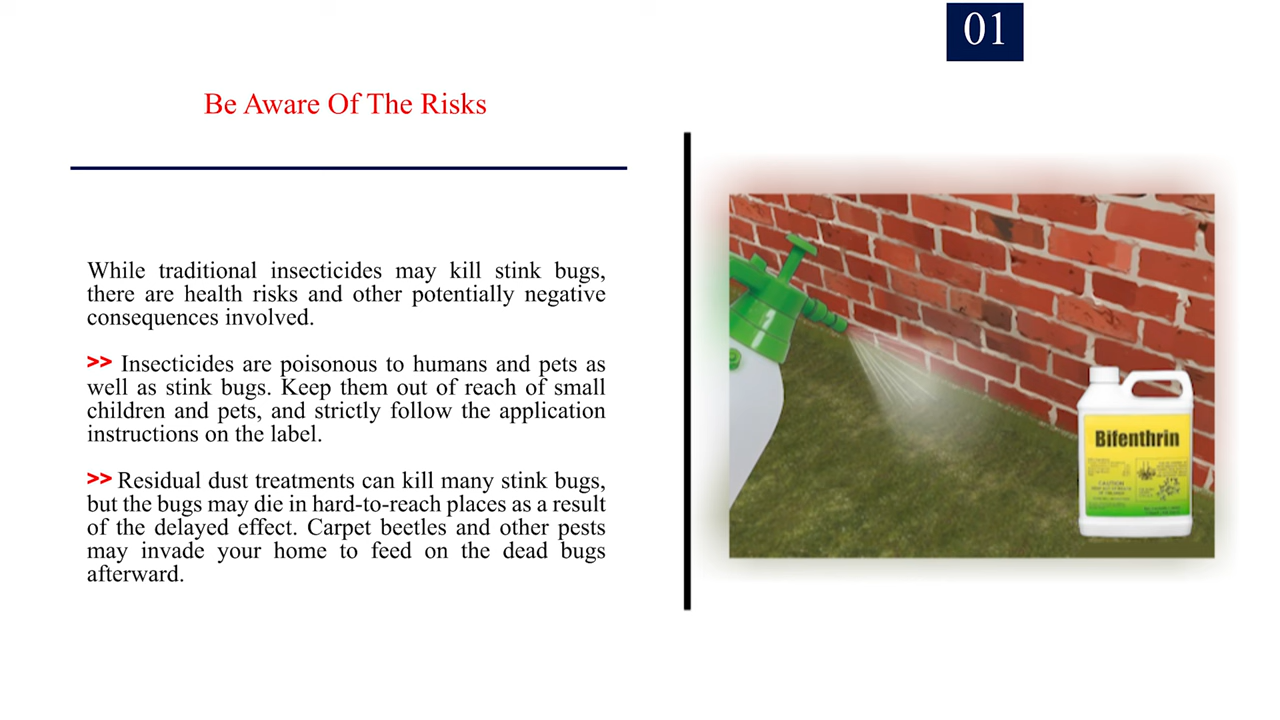 01
Be Aware Of The Risks
While traditional insecticides may kill stink bugs,
there are health risks and other potentially negative
consequences involved.
>> Insecticides are poisonous to humans and pets as
well as stink bugs. Keep them out of reach of small
children and pets, and strictly follow the application
instructions on the label.
>> Residual dust treatments can kill many stink bugs,
but the bugs may die in hard-to-reach places as a result
of the delayed effect. Carpet beetles and other pests
may invade your home to feed on the dead bugs
afterward.
Bifenthrin
CAUTION